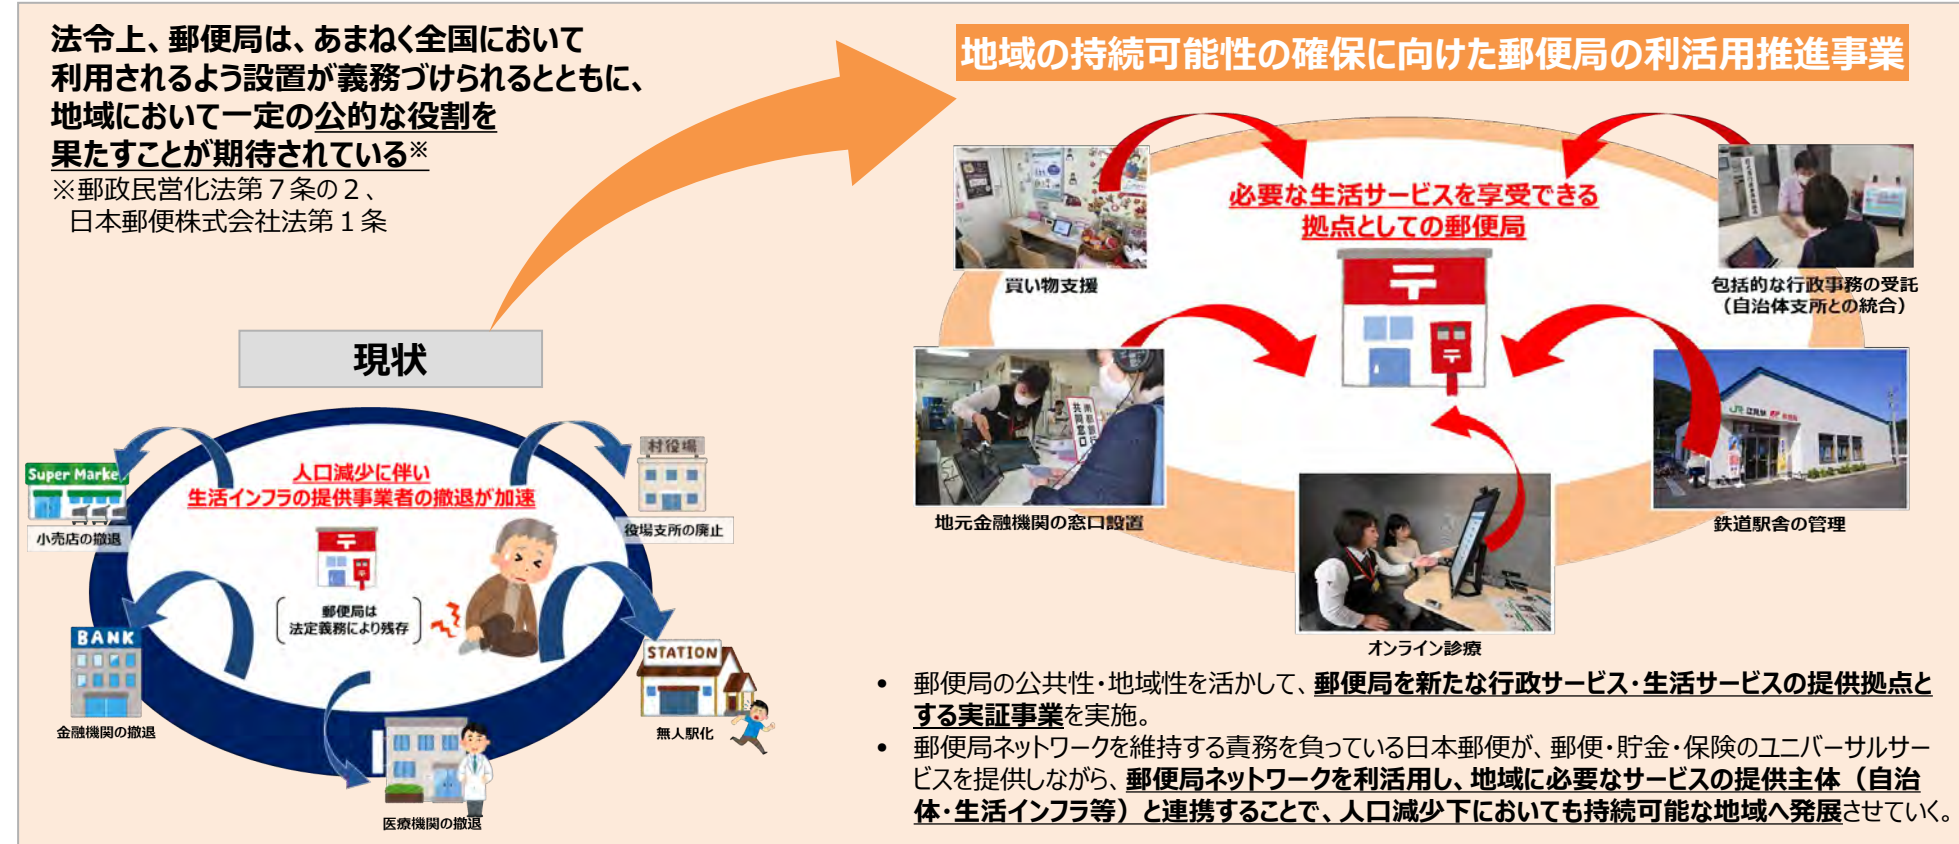 法令上、郵便局は、あまねく全国において
利用されるよう設置が義務づけられるとともに、
地域において一定の公的な役割を
果たすことが期待されている※
※郵政民営化法第７条の２、
日本郵便株式会社法第１条
現状
人口減少に伴い
生活インフラの提供事業者の撤退が加速
Super Marke
小売店の撤退
村役場
役場支所の廃止
〒
郵便局は
法定義務により残存
BANK
金融機関の撤退
STATION
無人駅化
医療機関の撤退
地域の持続可能性の確保に向けた郵便局の利活用推進事業
必要な生活サービスを享受できる
拠点としての郵便局
〒
〒
買い物支援
包括的な行政事務の受託
（自治体支所との統合）
共同窓口
地元金融機関の窓口設置
JR 江見駅
鉄道駅舎の管理
オンライン診療
• 郵便局の公共性・地域性を活かして、郵便局を新たな行政サービス・生活サービスの提供拠点と
する実証事業を実施。
• 郵便局ネットワークを維持する責務を負っている日本郵便が、郵便・貯金・保険のユニバーサルサー
ビスを提供しながら、郵便局ネットワークを利活用し、地域に必要なサービスの提供主体（自治
体・生活インフラ等）と連携することで、人口減少下においても持続可能な地域へ発展させていく。